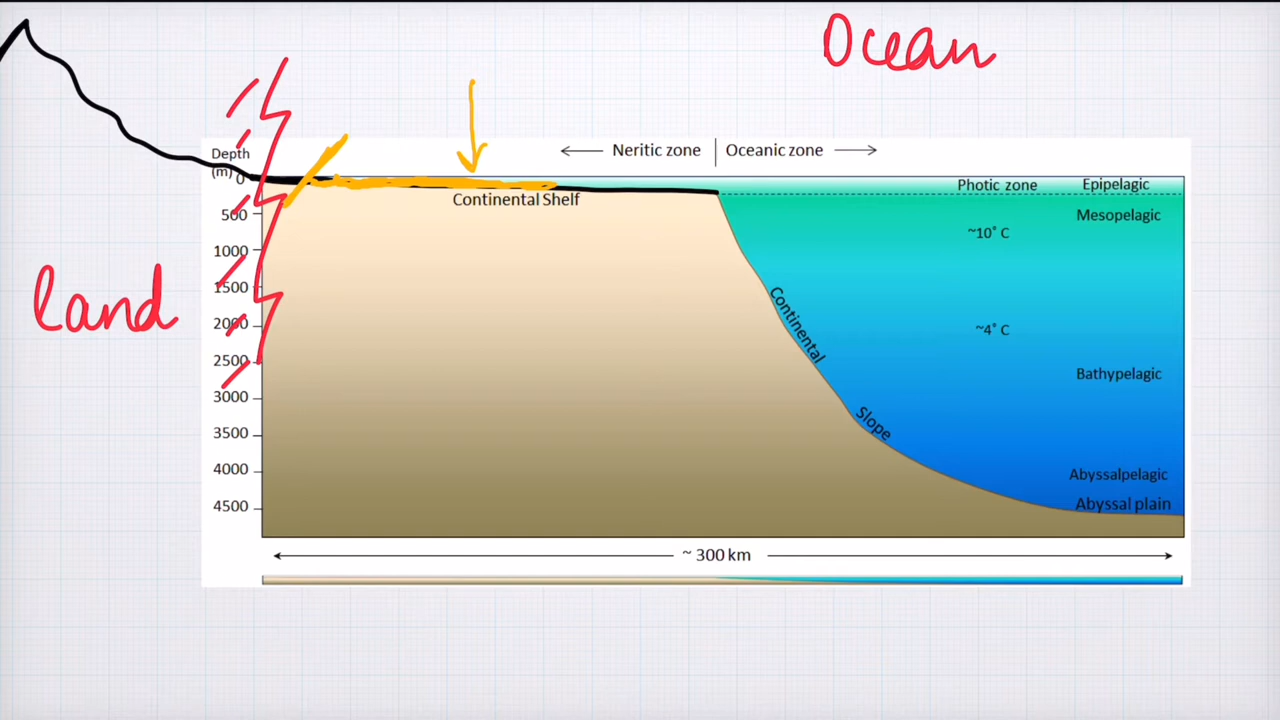 Ocean
Depth
(m)
← Neritic zone | Oceanic zone →
0
Photic zone Epipelagic
Continental Shelf
500
Mesopelagic
~10° C
1000
1500
2000
~4° C
Continental
2500
Bathypelagic
3000
Slope
3500
4000
Abyssalpelagic
4500
Abyssal plain
~ 300 km
land